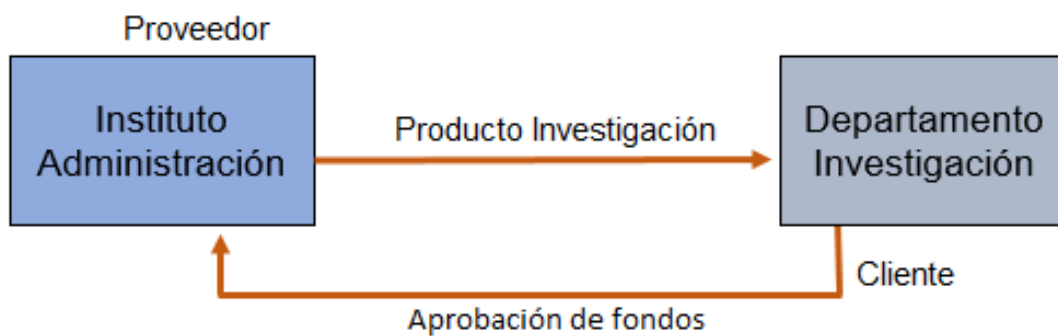 Proveedor
Instituto
Administración
Producto Investigación
Departamento
Investigación
Cliente
Aprobación de fondos